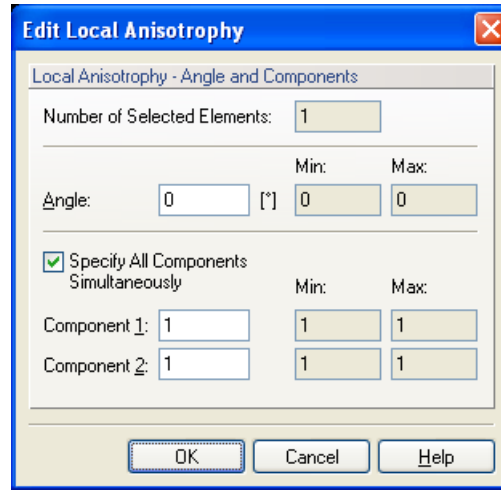 Edit Local Anisotrophy
Local Anisotrophy - Angle and Components
Number of Selected Elements: 1
Min: Max:
Angle: 0 [°] 0 0
Specify All Components
Simultaneously
Min: Max:
Component 1: 1 1 1
Component 2: 1 1 1
OK Cancel Help